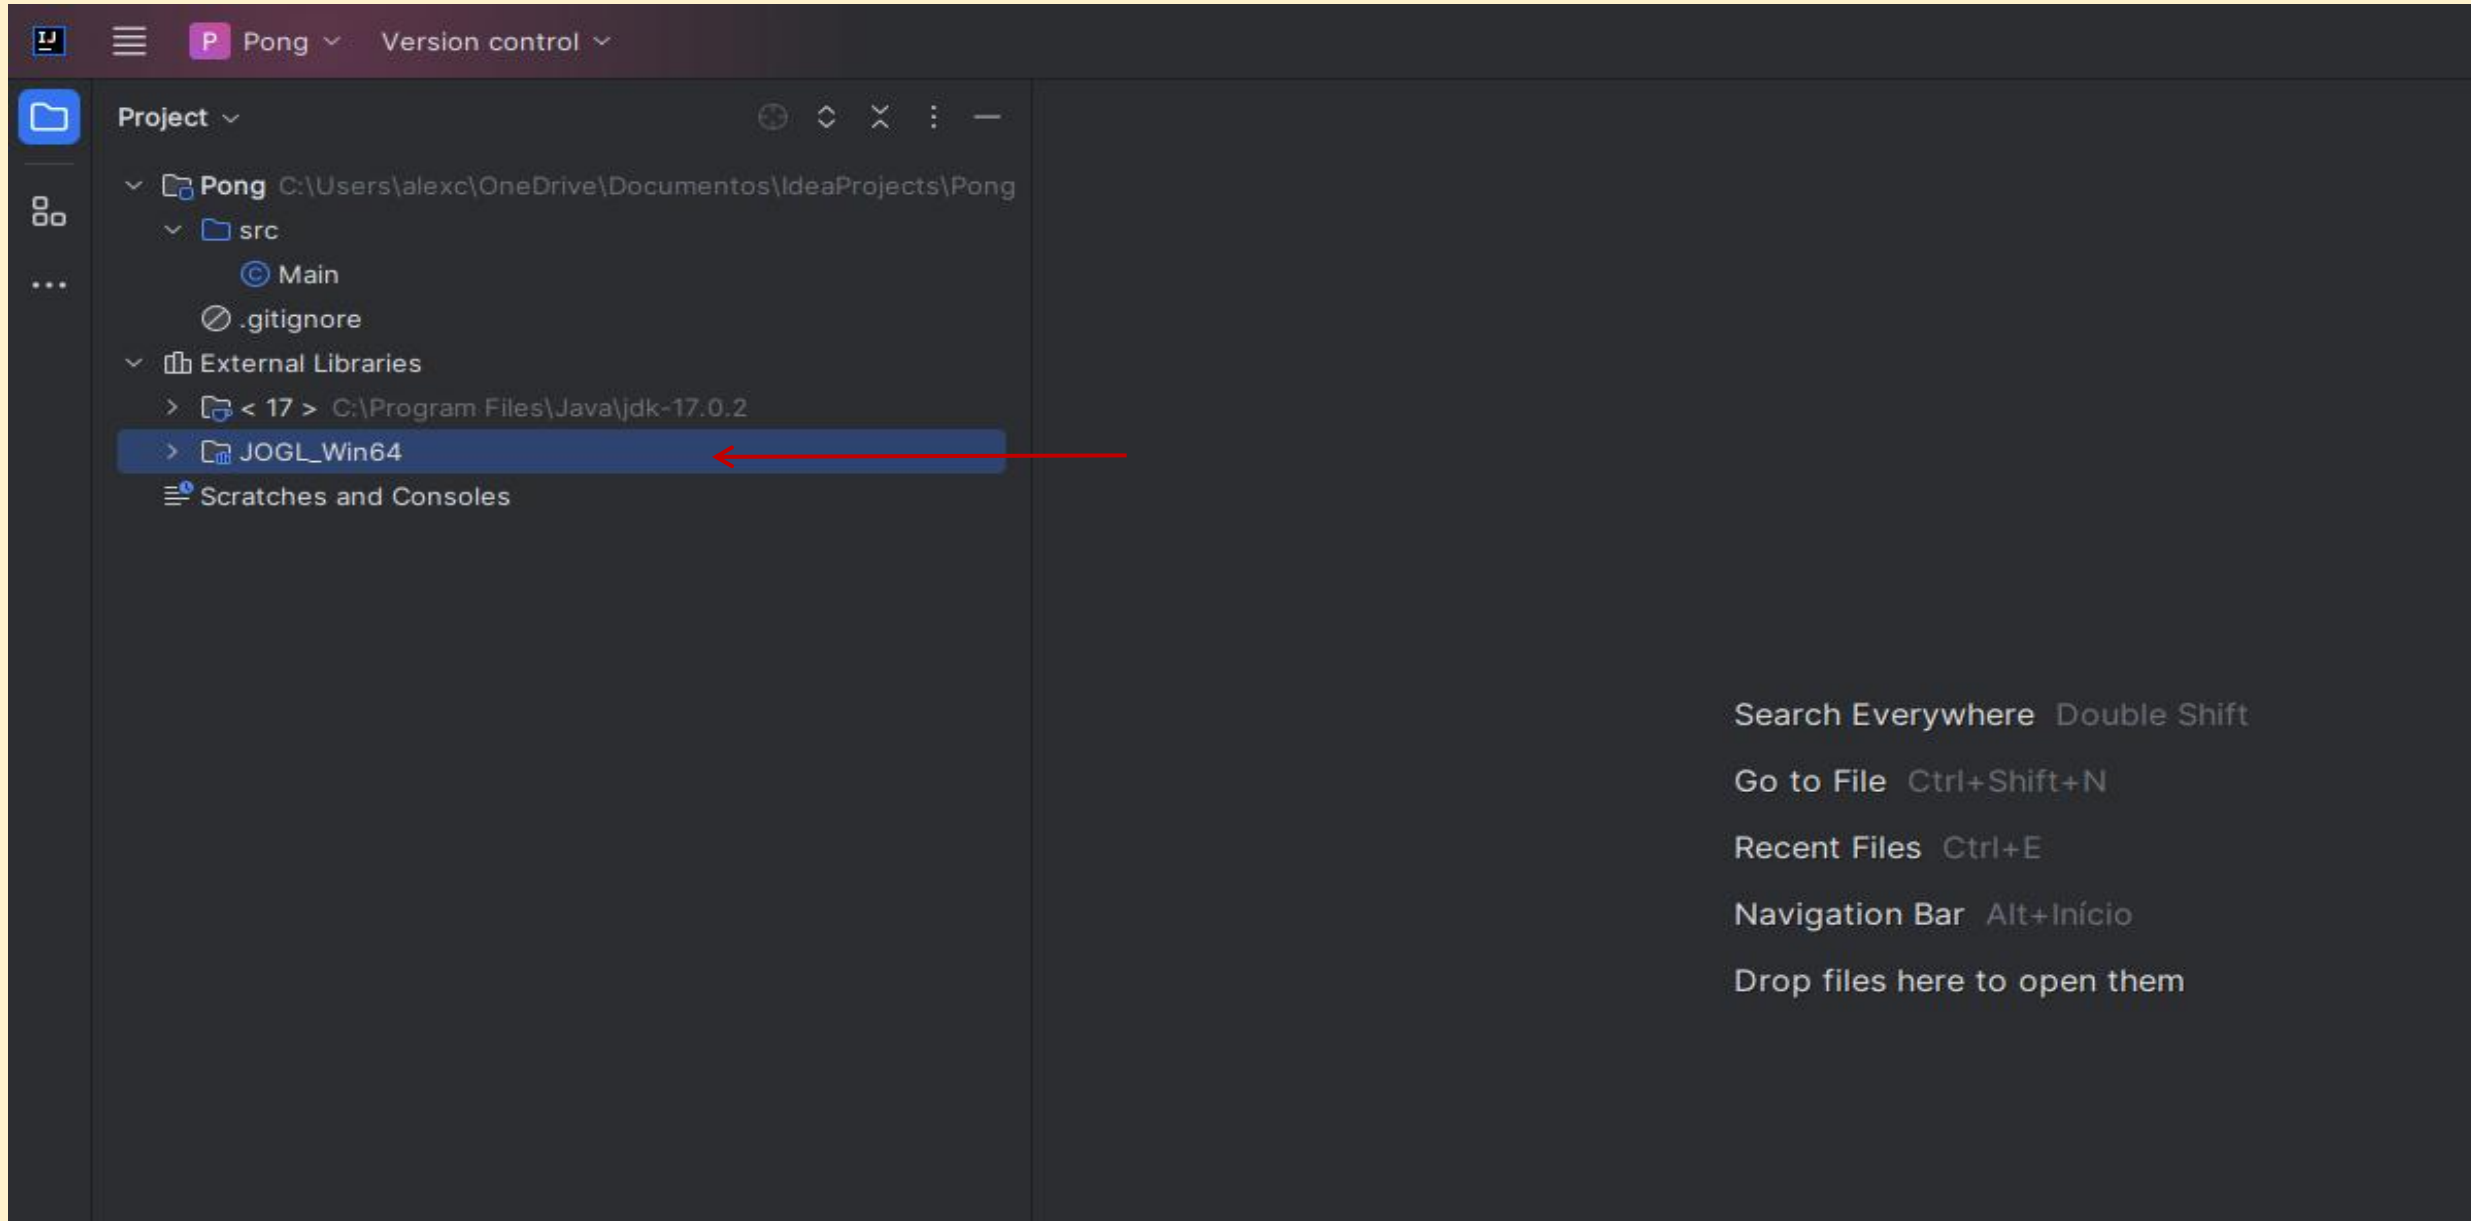 IJ
P Pong Version control
Project
Pong C:\Users\alexc\OneDrive\Documentos\IdeaProjects\Pong
src
C Main
.gitignore
External Libraries
< 17 > C:\Program Files\Java\jdk-17.0.2
JOGL_Win64
Scratches and Consoles
Search Everywhere Double Shift
Go to File Ctrl+Shift+N
Recent Files Ctrl+E
Navigation Bar Alt+Início
Drop files here to open them